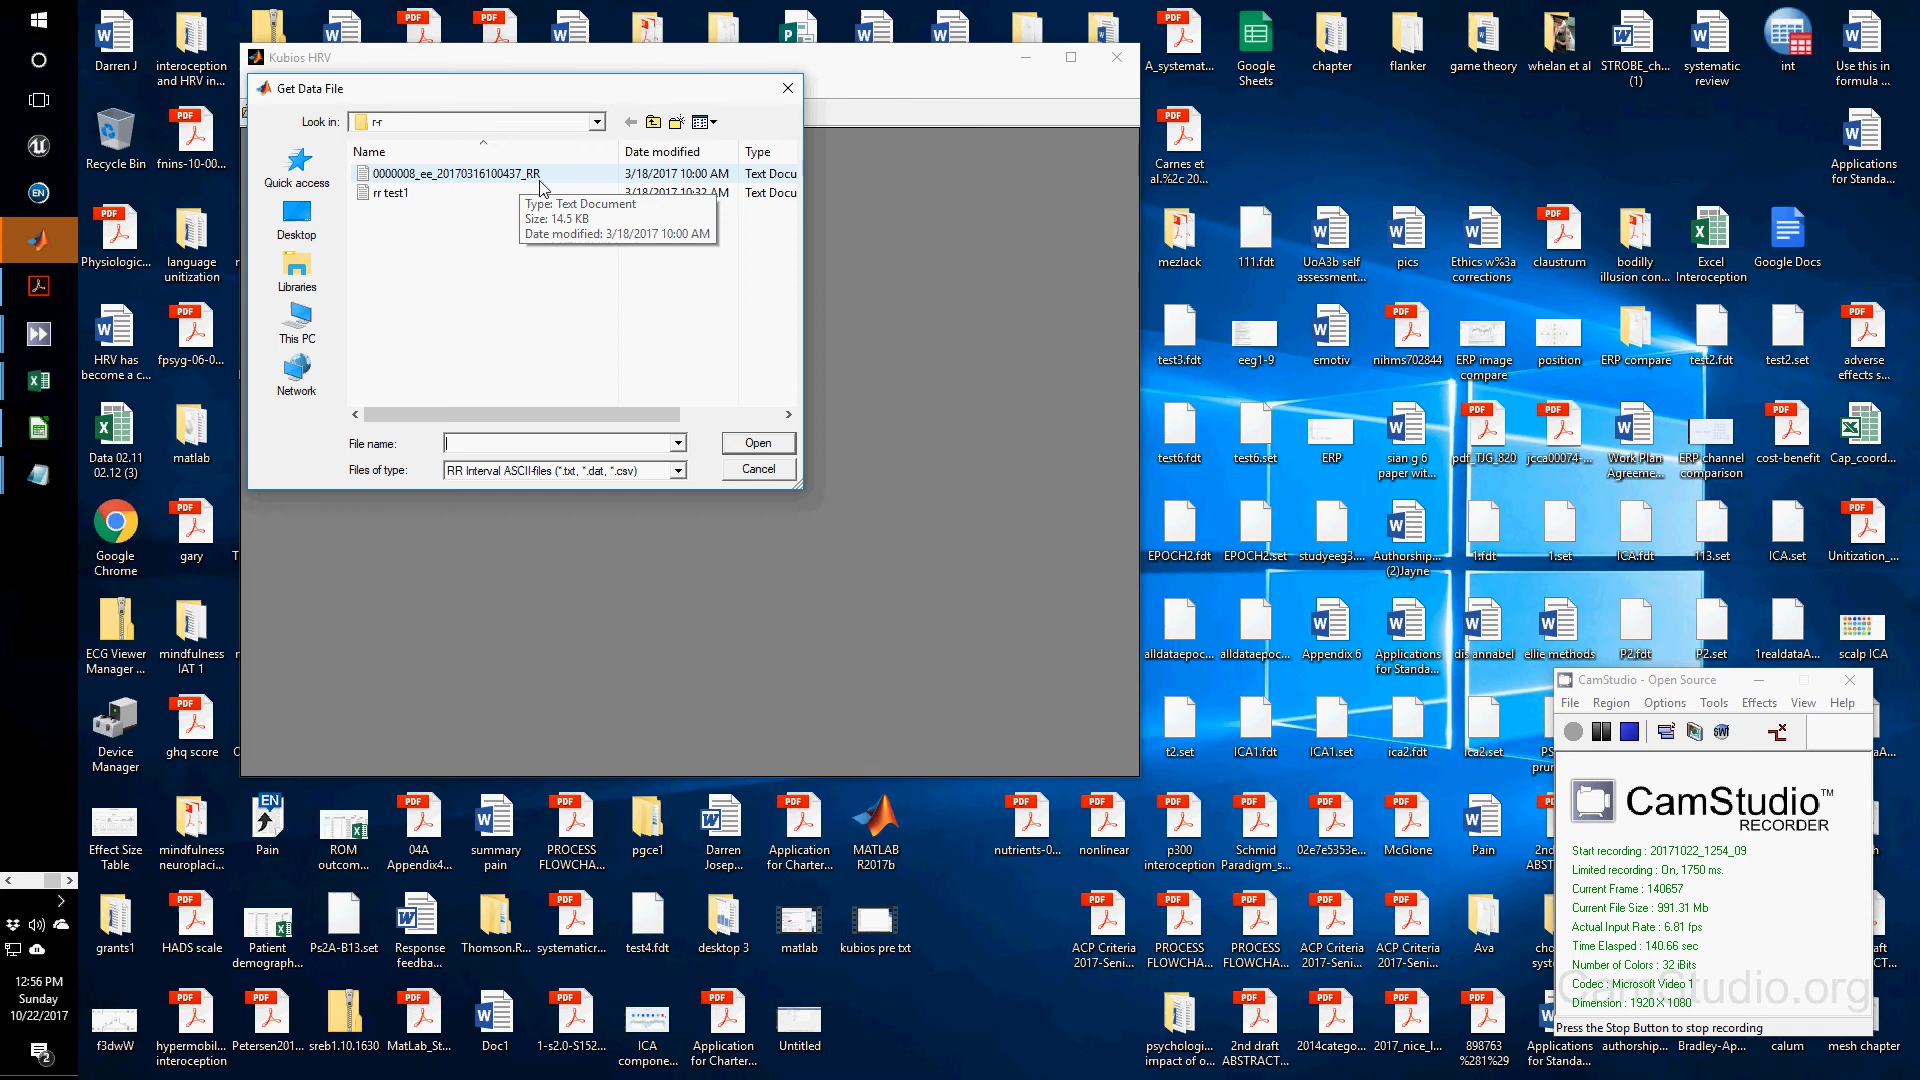 Kubios HRV
Get Data File
Look in:
r-r
Name
Date modified
Type
0000008_ee_20170316100437_RR
3/18/2017 10:00 AM
Text Docu
rr test1
3/18/2017 10:32 AM
Text Docu
Type: Text Document
Size: 14.5 KB
Date modified: 3/18/2017 10:00 AM
Quick access
Desktop
Libraries
This PC
Network
File name:
Open
Files of type:
RR Interval ASCII-files (*.txt, *.dat, *.csv)
Cancel
Darren J
interoception
and HRV in...
Recycle Bin
fnins-10-00...
Physiologic...
language
unitization
HRV has
become a c...
fpsyg-06-0...
Data 02.11
02.12 (3)
matlab
Google
Chrome
gary
ECG Viewer
Manager ...
mindfulness
IAT 1
Device
Manager
ghq score
A_systemat...
Google
Sheets
chapter
flanker
game theory
whelan et al
STROBE_ch...
(1)
systematic
review
int
Use this in
formula ...
Carnes et
al.%2c 20...
Applications
for Standa...
mezlack
111.fdt
UoA3b self
assessment...
pics
Ethics w%3a
corrections
claustrum
bodilly
illusion con...
Excel
Interoception
Google Docs
test3.fdt
eeg1-9
emotiv
nihms702844
ERP image
compare
position
ERP compare
test2.fdt
test2.set
adverse
effects s...
test6.fdt
test6.set
ERP
sian g 6
paper wit...
pdf_TJG_820
jcca00074-...
Work Plan
Agreeme...
ERP channel
comparison
cost-benefit
Cap_coord...
EPOCH2.fdt
EPOCH2.set
studyeeg3....
Authorship...
(2)Jayne
1.fdt
1.set
ICA.fdt
113.set
ICA.set
Unitization_...
alldataepoc...
alldataepoc...
Appendix 6
Applications
for Standa...
dis annabel
ellie methods
P2.fdt
P2.set
1realdataA...
scalp ICA
t2.set
ICA1.fdt
ICA1.set
ica2.fdt
ica2.set
CamStudio - Open Source
File
Region
Options
Tools
Effects
View
Help
CamStudio™
RECORDER
Start recording : 20171022_1254_09
Limited recording : On, 1750 ms.
Current Frame : 140657
Current File Size : 991.31 Mb
Actual Input Rate : 6.81 fps
Time Elasped : 140.66 sec
Number of Colors : 32 iBits
Codec : Microsoft Video 1
Dimension : 1920 X 1080
CamStudio.org
Press the Stop Button to stop recording
Effect Size
Table
mindfulness
neuroplaci...
Pain
ROM
outcom...
04A
Appendix4...
summary
pain
PROCESS
FLOWCHA...
pgce1
Darren
Josep...
Application
for Charter...
MATLAB
R2017b
nutrients-0...
nonlinear
p300
interoception
Schmid
Paradigm_s...
02e7e5353e...
McGlone
Pain
grants1
HADS scale
Patient
demograph...
Ps2A-B13.set
Response
feedba...
Thomson.R...
systematicr...
test4.fdt
desktop 3
matlab
kubios pre txt
ACP Criteria
2017-Seni...
PROCESS
FLOWCHA...
PROCESS
FLOWCHA...
ACP Criteria
2017-Seni...
ACP Criteria
2017-Seni...
Ava
f3dwW
hypermobil...
interoception
Petersen201...
sreb1.10.1630
MatLab_St...
Doc1
1-s2.0-S152...
ICA
compone...
Application
for Charter...
Untitled
psychologi...
impact of o...
2nd draft
ABSTRACT...
2014catego...
2017_nice_l...
898763
%281%29
Applications
for Standa...
authorship...
Bradley-Ap...
calum
mesh chapter
12:56 PM
Sunday
10/22/2017
2